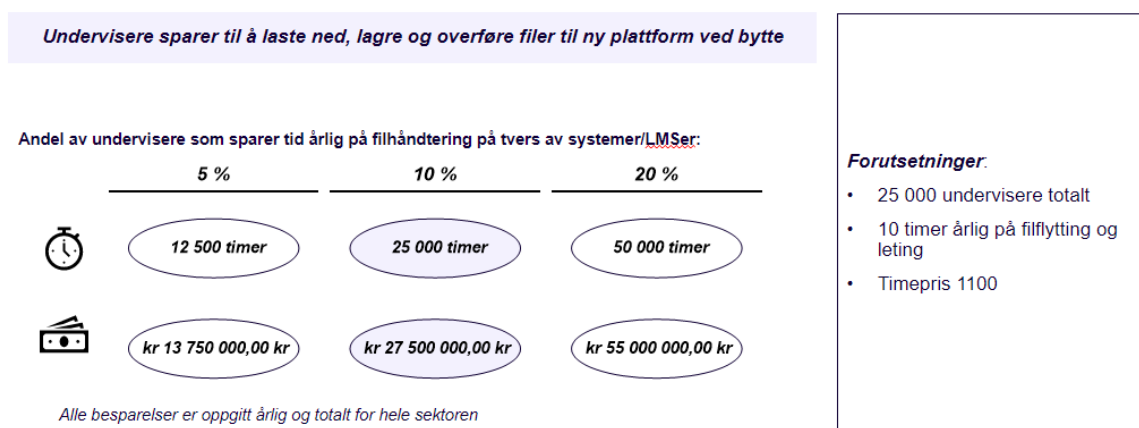 Undervisere sparer til å laste ned, lagre og overføre filer til ny plattform ved bytte
Andel av undervisere som sparer tid årlig på filhåndtering på tvers av systemer/LMSer:
5 % 10 % 20 %
12 500 timer 25 000 timer 50 000 timer
kr 13 750 000,00 kr kr 27 500 000,00 kr kr 55 000 000,00 kr
Alle besparelser er oppgitt årlig og totalt for hele sektoren
Forutsetninger:
• 25 000 undervisere totalt
• 10 timer årlig på filflytting og
leting
• Timepris 1100